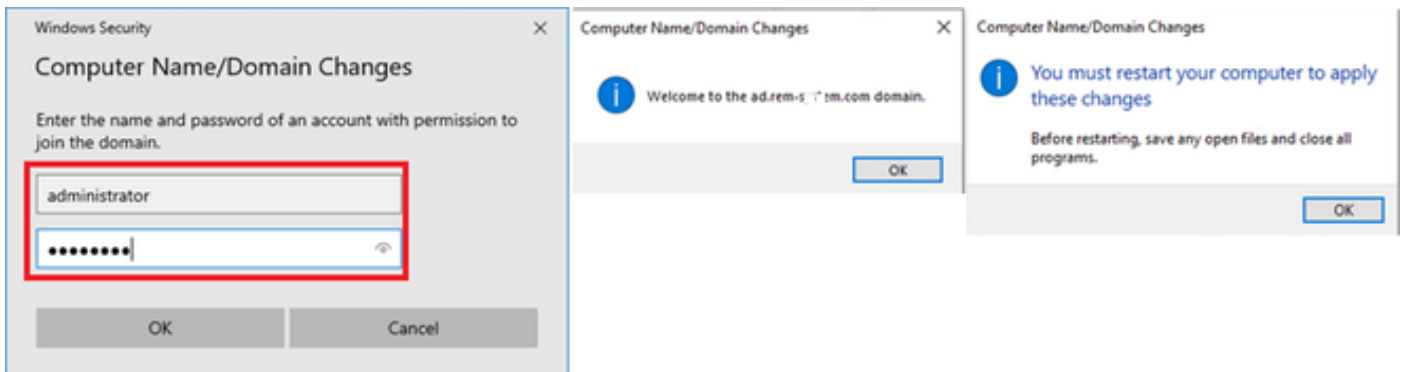 Windows Security
Computer Name/Domain Changes
Enter the name and password of an account with permission to
join the domain.
administrator
••••••••
OK
Cancel
Computer Name/Domain Changes
Welcome to the domain.
OK
Computer Name/Domain Changes
You must restart your computer to apply
these changes
Before restarting, save any open files and close all
programs.
OK